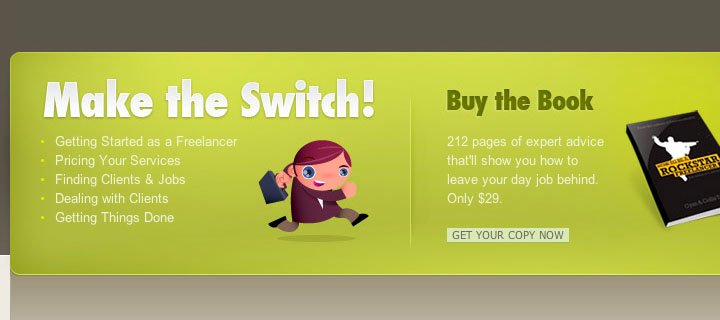 Make the Switch!
Getting Started as a Freelancer
Pricing Your Services
Finding Clients & Jobs
Dealing with Clients
Getting Things Done
Buy the Book
212 pages of expert advice
that'll show you how to
leave your day job behind.
Only $29.
GET YOUR COPY NOW
ROCKSTAR
FREELANCER